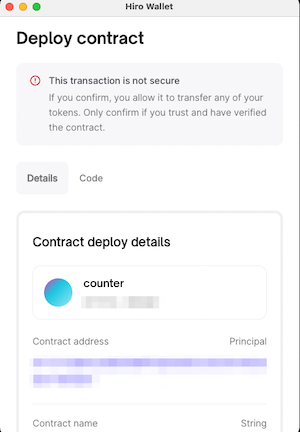 Hiro Wallet
Deploy contract
This transaction is not secure
If you confirm, you allow it to transfer any of your
tokens. Only confirm if you trust and have verified
the contract.
Details Code
Contract deploy details
counter
Contract address Principal
Contract name String